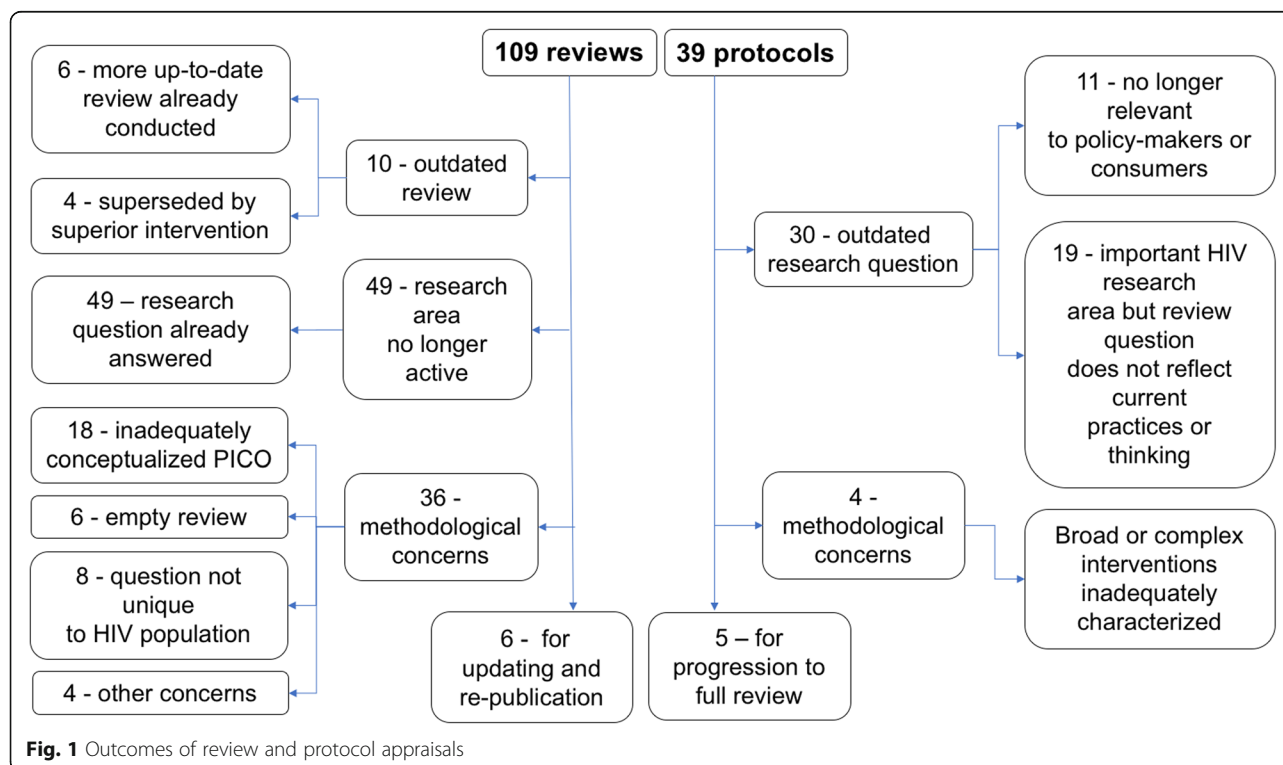 109 reviews
39 protocols
6 - more up-to-date
review already
conducted
4 - superseded by
superior intervention
10 - outdated
review
49 – research
question already
answered
49 - research
area
no longer
active
18 - inadequately
conceptualized PICO
6 - empty review
8 - question not
unique
to HIV population
4 - other concerns
36 -
methodological
concerns
6 -  for
updating and
re-publication
11 - no longer
relevant
to policy-makers or
consumers
30 - outdated
research question
19 - important HIV
research
area but review
question
does not reflect
current
practices or
thinking
4 -
methodological
concerns
Broad or complex
interventions
inadequately
characterized
5 – for
progression to
full review
Fig. 1 Outcomes of review and protocol appraisals